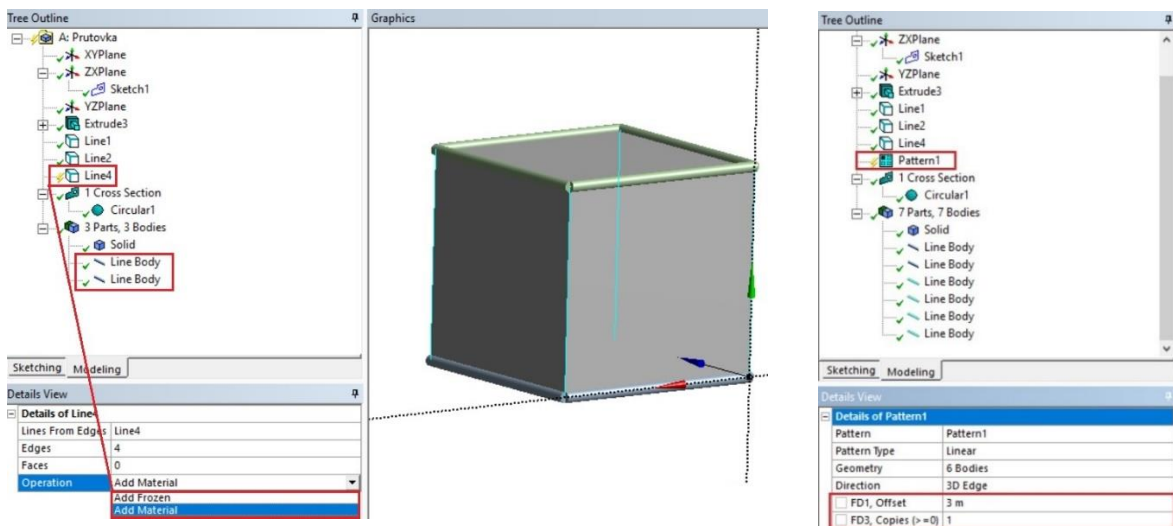 Tree Outline
A: Prutovka
XYPlane
ZXPlane
Sketch1
YZPlane
Extrude3
Line1
Line2
Line4
1 Cross Section
Circular1
3 Parts, 3 Bodies
Solid
Line Body
Line Body
Sketching Modeling
Details View
Details of Line4
Lines From Edges Line4
Edges 4
Faces 0
Operation Add Material
Add Frozen
Add Material
Graphics
Tree Outline
ZXPlane
Sketch1
YZPlane
Extrude3
Line1
Line2
Line4
Pattern1
1 Cross Section
Circular1
7 Parts, 7 Bodies
Solid
Line Body
Line Body
Line Body
Line Body
Line Body
Line Body
Sketching Modeling
Details View
Details of Pattern1
Pattern Pattern1
Pattern Type Linear
Geometry 6 Bodies
Direction 3D Edge
FD1, Offset 3 m
FD3, Copies (>=0) 1